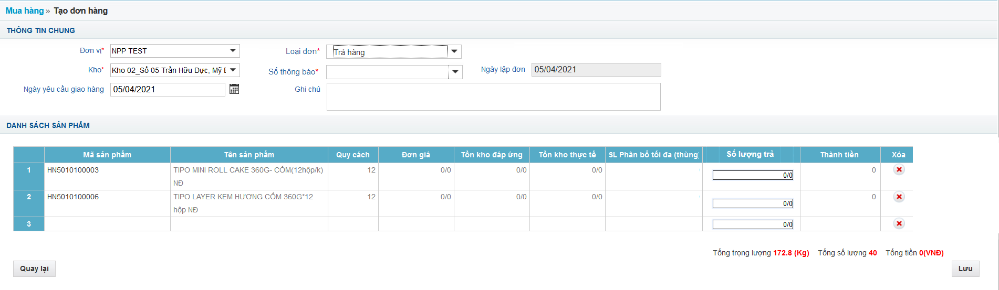 Mua hàng » Tạo đơn hàng
THÔNG TIN CHUNG
Đơn vị* NPP TEST Loại đơn* Trả hàng
Kho* Kho 02_Số 05 Trần Hữu Dực, Mỹ Đ Số thông báo* Ngày lập đơn 05/04/2021
Ngày yêu cầu giao hàng 05/04/2021 Ghi chú
DANH SÁCH SẢN PHẨM
Mã sản phẩm Tên sản phẩm Quy cách Đơn giá Tồn kho đáp ứng Tồn kho thực tế SL Phân bổ tối đa (thùng) Số lượng trả Thành tiền Xóa
1 HN5010100003 TIPO MINI ROLL CAKE 360G- CỐM(12hộp/k) 12 0/0 0/0 0/0 0/0 0
NĐ
2 HN5010100006 TIPO LAYER KEM HƯƠNG CỐM 360G*12 12 0/0 0/0 0/0 0/0 0
hộp NĐ
3 0/0
Tổng trọng lượng 172.8 (Kg) Tổng số lượng 40 Tổng tiền 0(VNĐ)
Quay lại Lưu